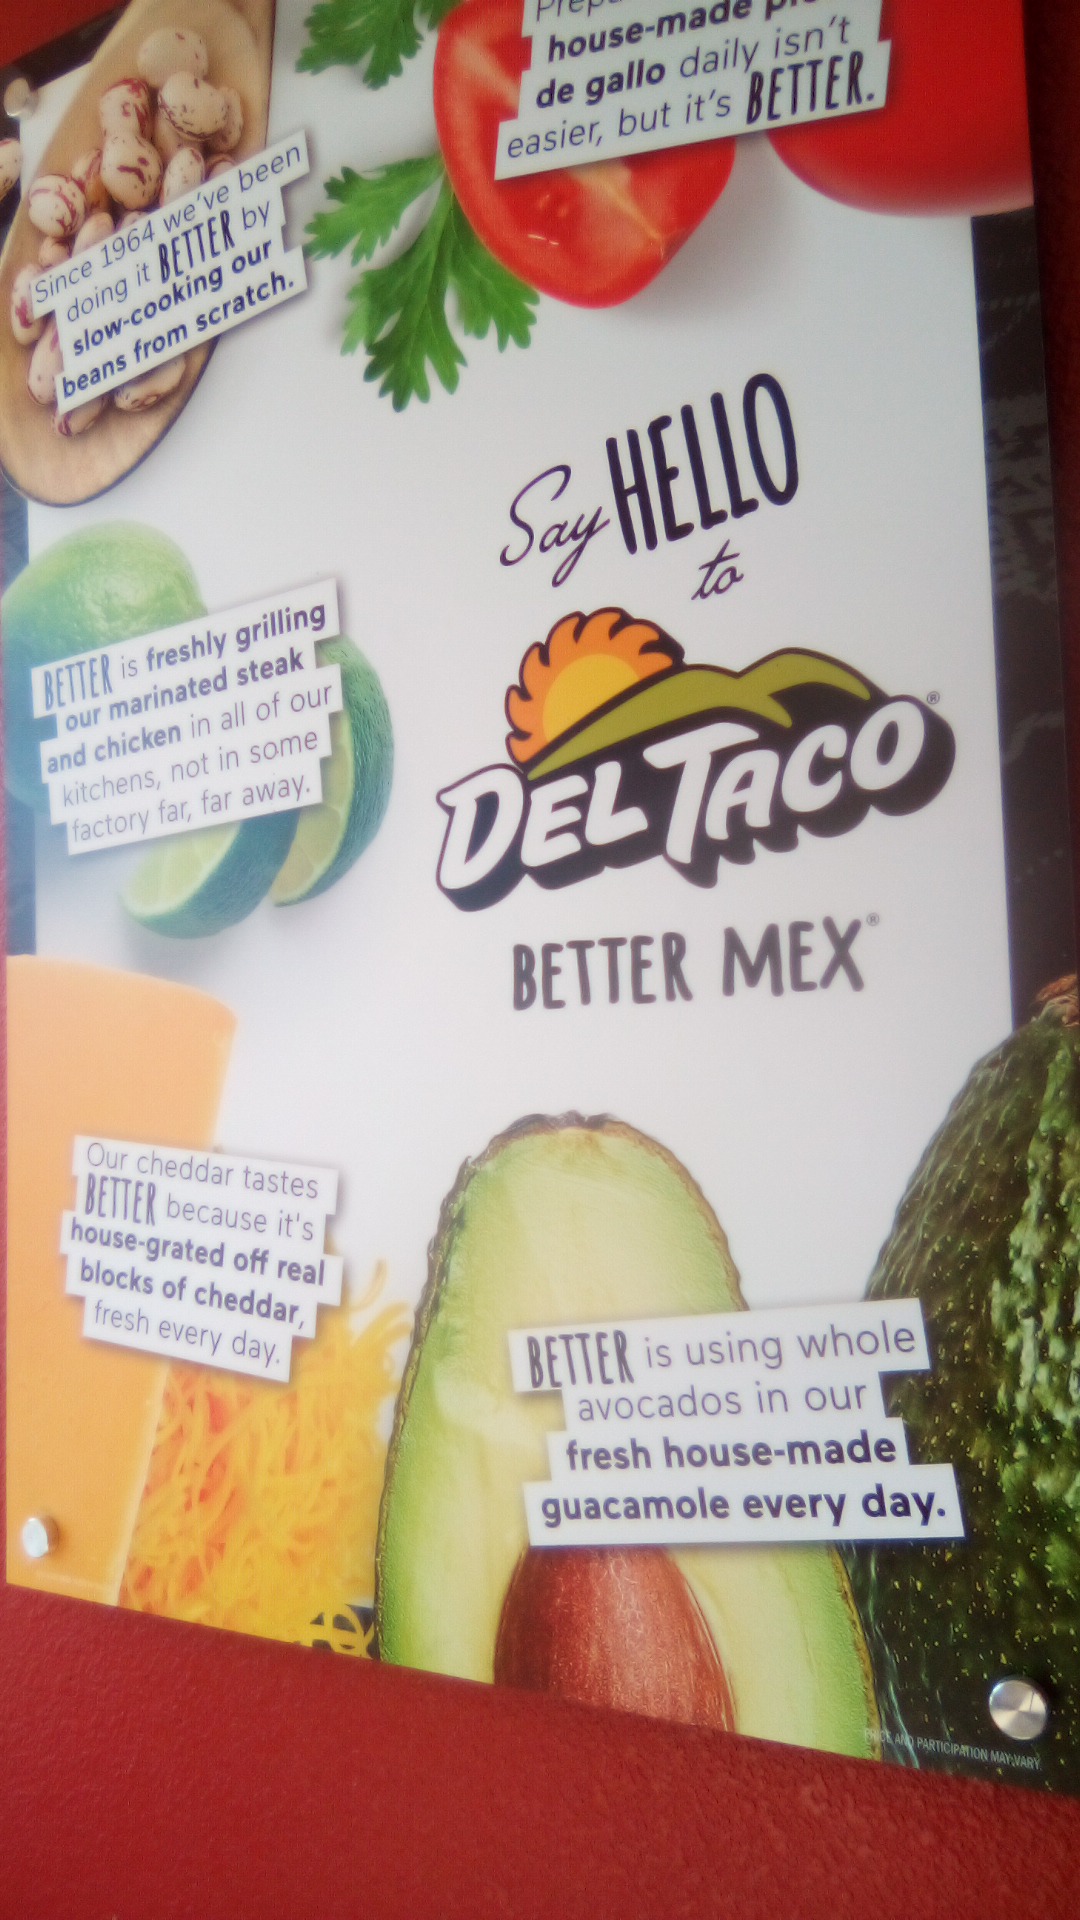 house-made
de gallo daily isn't
easier, but it's BETTER.
Since 1964 we've been
doing it BETTER by
slow-cooking our
beans from scratch.
Say HELLO
to
DEL TACO®
BETTER MEX®
BETTER is freshly grilling
our marinated steak
and chicken in all of our
kitchens, not in some
factory far, far away.
Our cheddar tastes
BETTER because it's
house-grated off real
blocks of cheddar,
fresh every day.
BETTER is using whole
avocados in our
fresh house-made
guacamole every day.
PRICE AND PARTICIPATION MAY VARY.